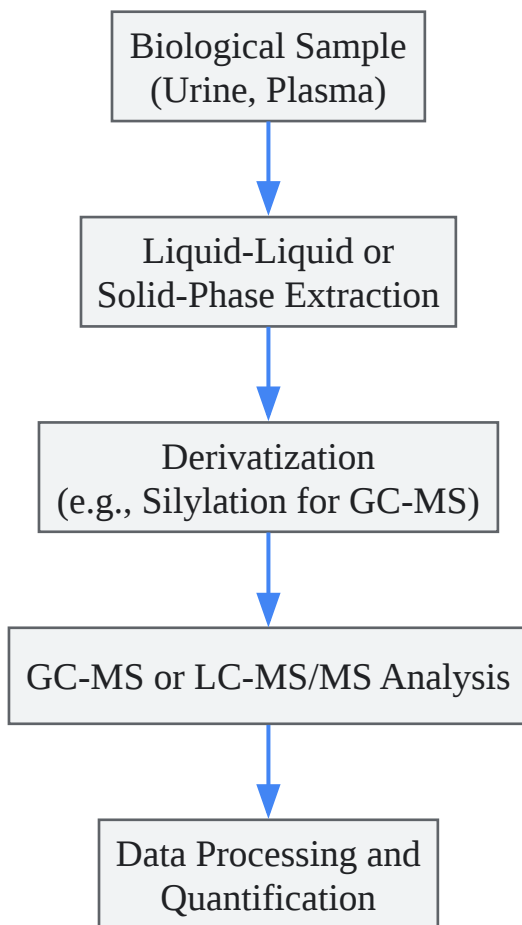 Biological Sample
(Urine, Plasma)
Liquid-Liquid or
Solid-Phase Extraction
Derivatization
(e.g., Silylation for GC-MS)
GC-MS or LC-MS/MS Analysis
Data Processing and
Quantification